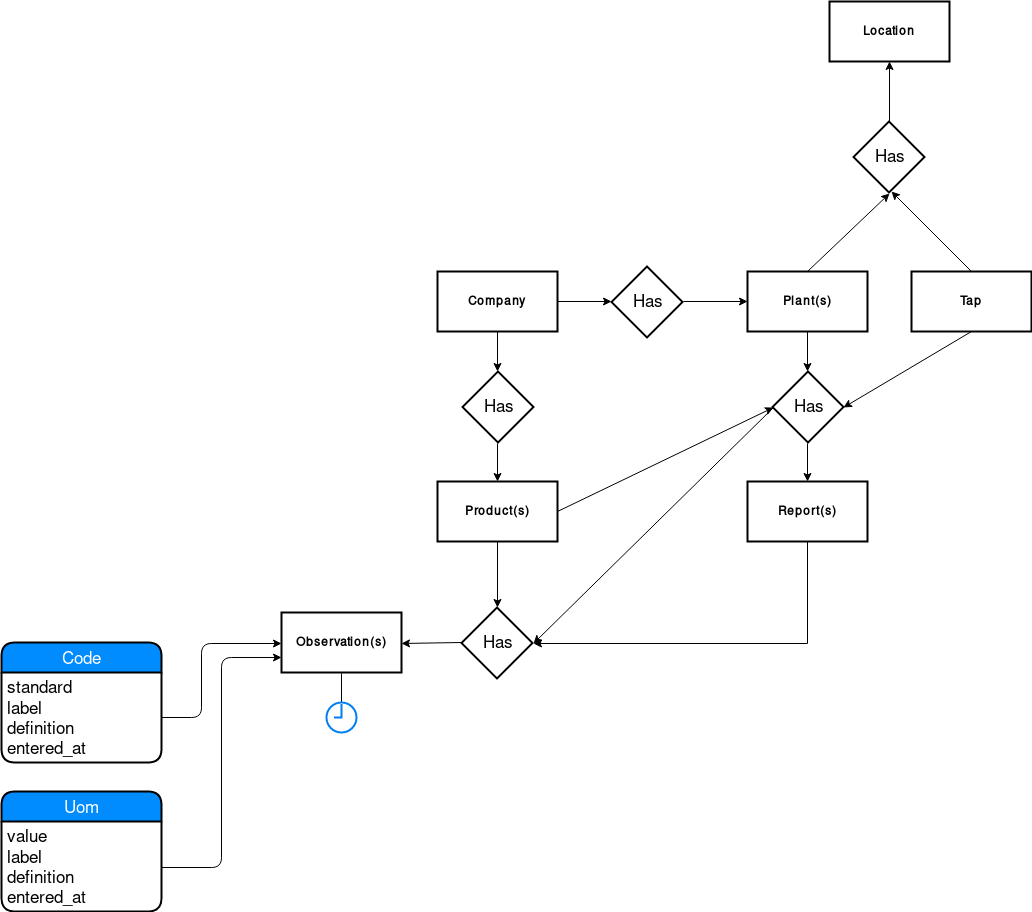 Location
Has
Company
Has
Plant(s)
Tap
Has
Has
Product(s)
Report(s)
Observation(s)
Has
Code
standard
label
definition
entered_at
Uom
value
label
definition
entered_at